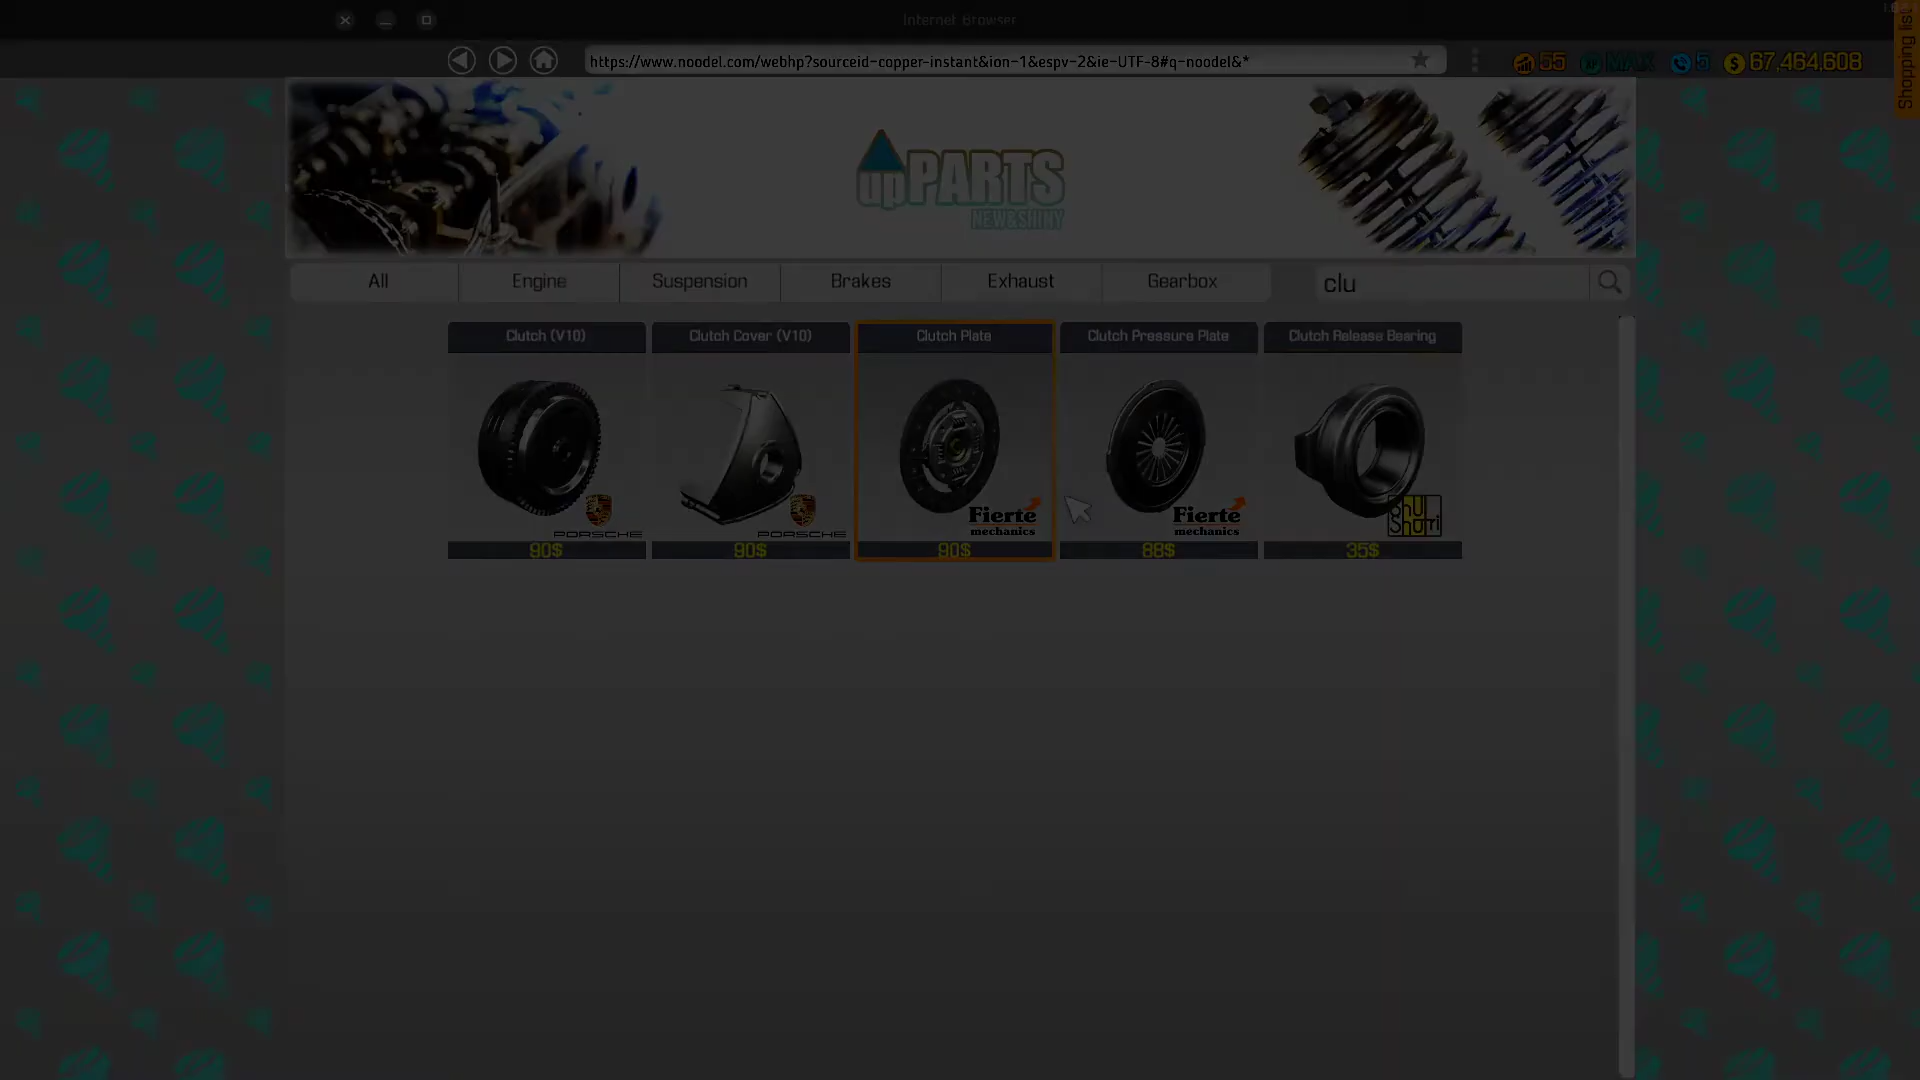 Internet Browser
https://www.noodel.com/webhp?sourceid-copper-instant&ion-1&espv-2&ie-UTF-8#q-noodel&*
55 MAX 5 67,464,608
Shopping list
upPARTS
NEW&SHINY
All Engine Suspension Brakes Exhaust Gearbox clu
Clutch (V10) Clutch Cover (V10) Clutch Plate Clutch Pressure Plate Clutch Release Bearing
PORSCHE PORSCHE Fierte mechanics Fierte mechanics
90$ 90$ 90$ 88$ 35$